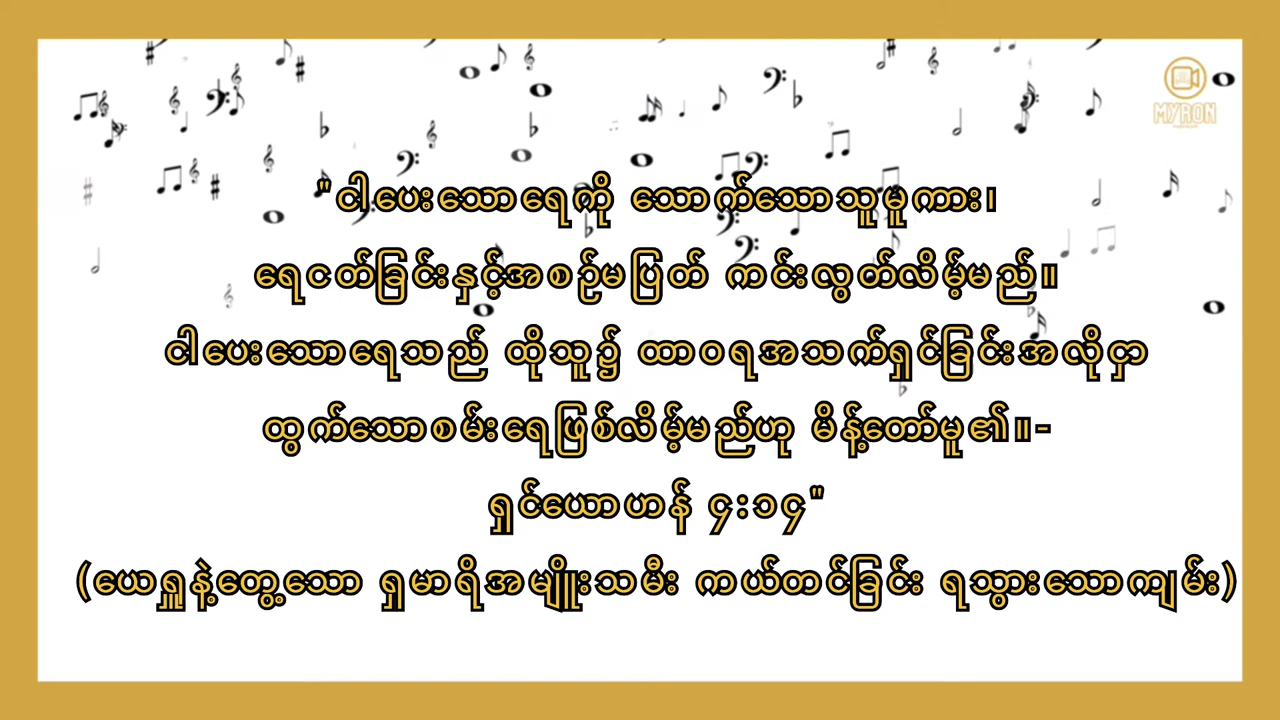 MYRON
"ငါပေးသောရေကို သောက်သောသူမူကား၊
ရေငတ်ခြင်းနှင့်အစဉ်မပြတ် ကင်းလွတ်လိမ့်မည်။
ငါပေးသောရေသည် ထိုသူ၌ ထာဝရအသက်ရှင်ခြင်းအလိုငှာ
ထွက်သောစမ်းရေဖြစ်လိမ့်မည်ဟု မိန့်တော်မူ၏။-
ရှင်ယောဟန် ၄:၁၄"
(ယေရှူနဲ့တွေ့သော ရှမာရိအမျိုးသမီး ကယ်တင်ခြင်း ရသွားသောကျမ်း)